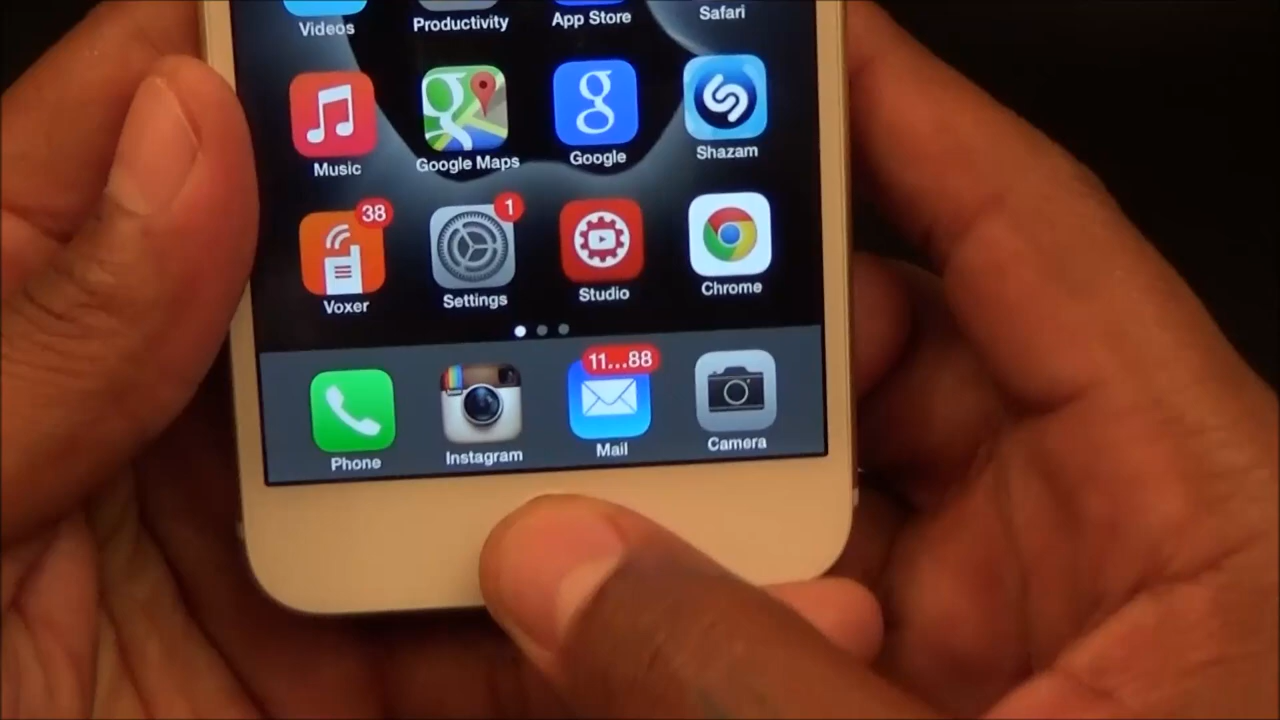 Videos
Productivity
App Store
Safari
Music
Google Maps
g
Google
Shazam
38
Voxer
1
Settings
Studio
Chrome
Phone
Instagram
11...88
Mail
Camera